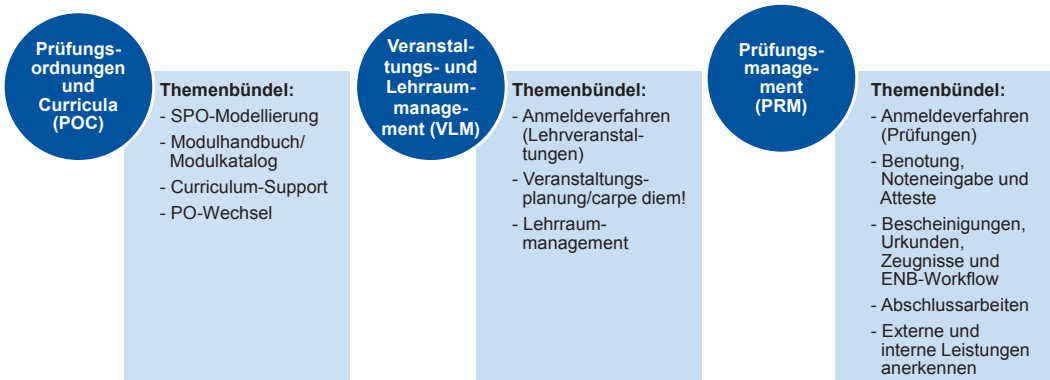 Prüfungs-
ordnungen
und
Curricula
(POC)
Themenbündel:
- SPO-Modellierung
- Modulhandbuch/
Modulkatalog
- Curriculum-Support
- PO-Wechsel
Veranstal-
tungs- und
Lehrraum-
manage-
ment (VLM)
Themenbündel:
- Anmeldeverfahren
(Lehrveranstal-
tungen)
- Veranstaltungs-
planung/carpe diem!
- Lehrraum-
management
Prüfungs-
manage-
ment
(PRM)
Themenbündel:
- Anmeldeverfahren
(Prüfungen)
- Benotung,
Noteneingabe und
Atteste
- Bescheinigungen,
Urkunden,
Zeugnisse und
ENB-Workflow
- Abschlussarbeiten
- Externe und
interne Leistungen
anerkennen